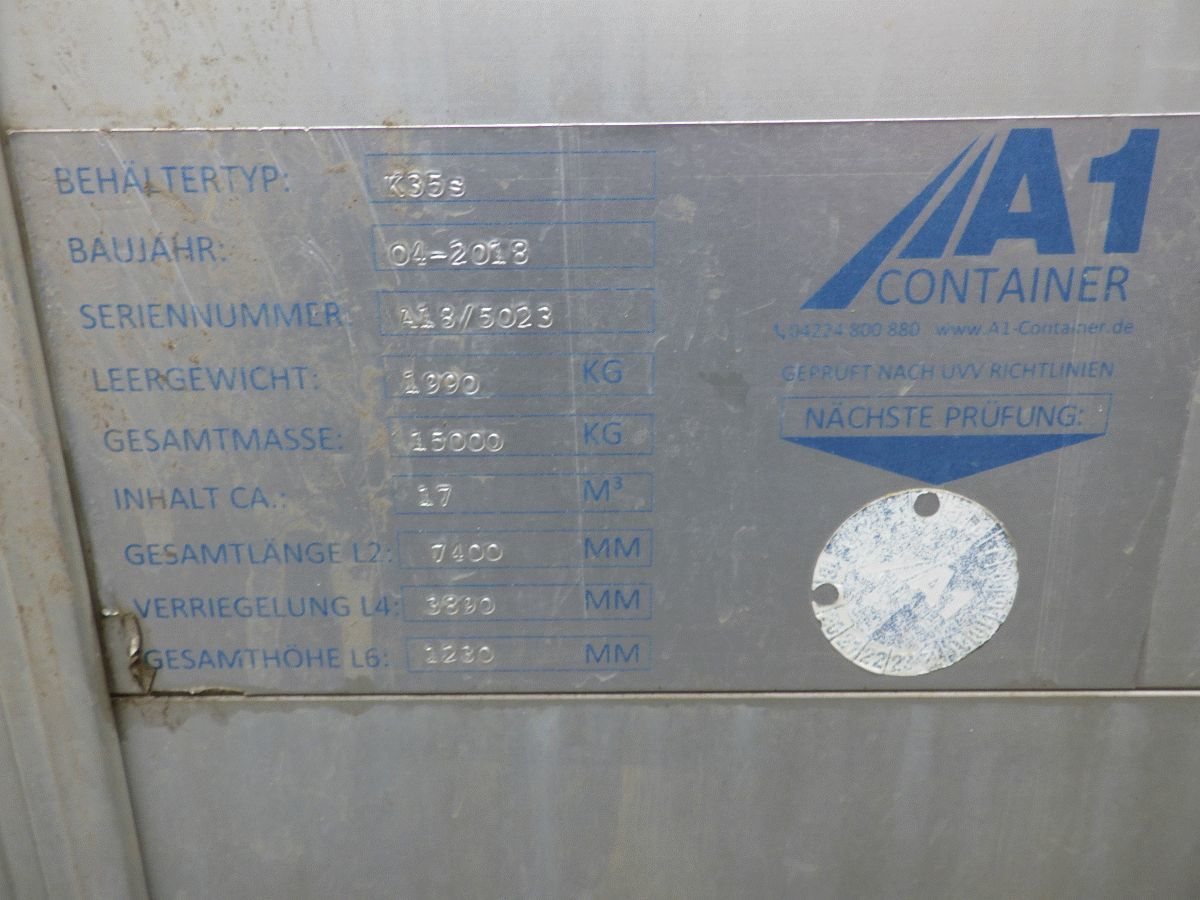 BEHÄLTERTYP: K35s
BAUJAHR: 04-2018
SERIENNUMMER: A18/5023
LEERGEWICHT: 1990 KG
GESAMTMASSE: 15000 KG
INHALT CA.: 17 M³
GESAMTLÄNGE L2: 7400 MM
VERRIEGELUNG L4: 3890 MM
GESAMTHÖHE L6: 1230 MM
A1
CONTAINER
04224 800 880 www.A1-Container.de
GEPRÜFT NACH UVV RICHTLINIEN
NÄCHSTE PRÜFUNG: